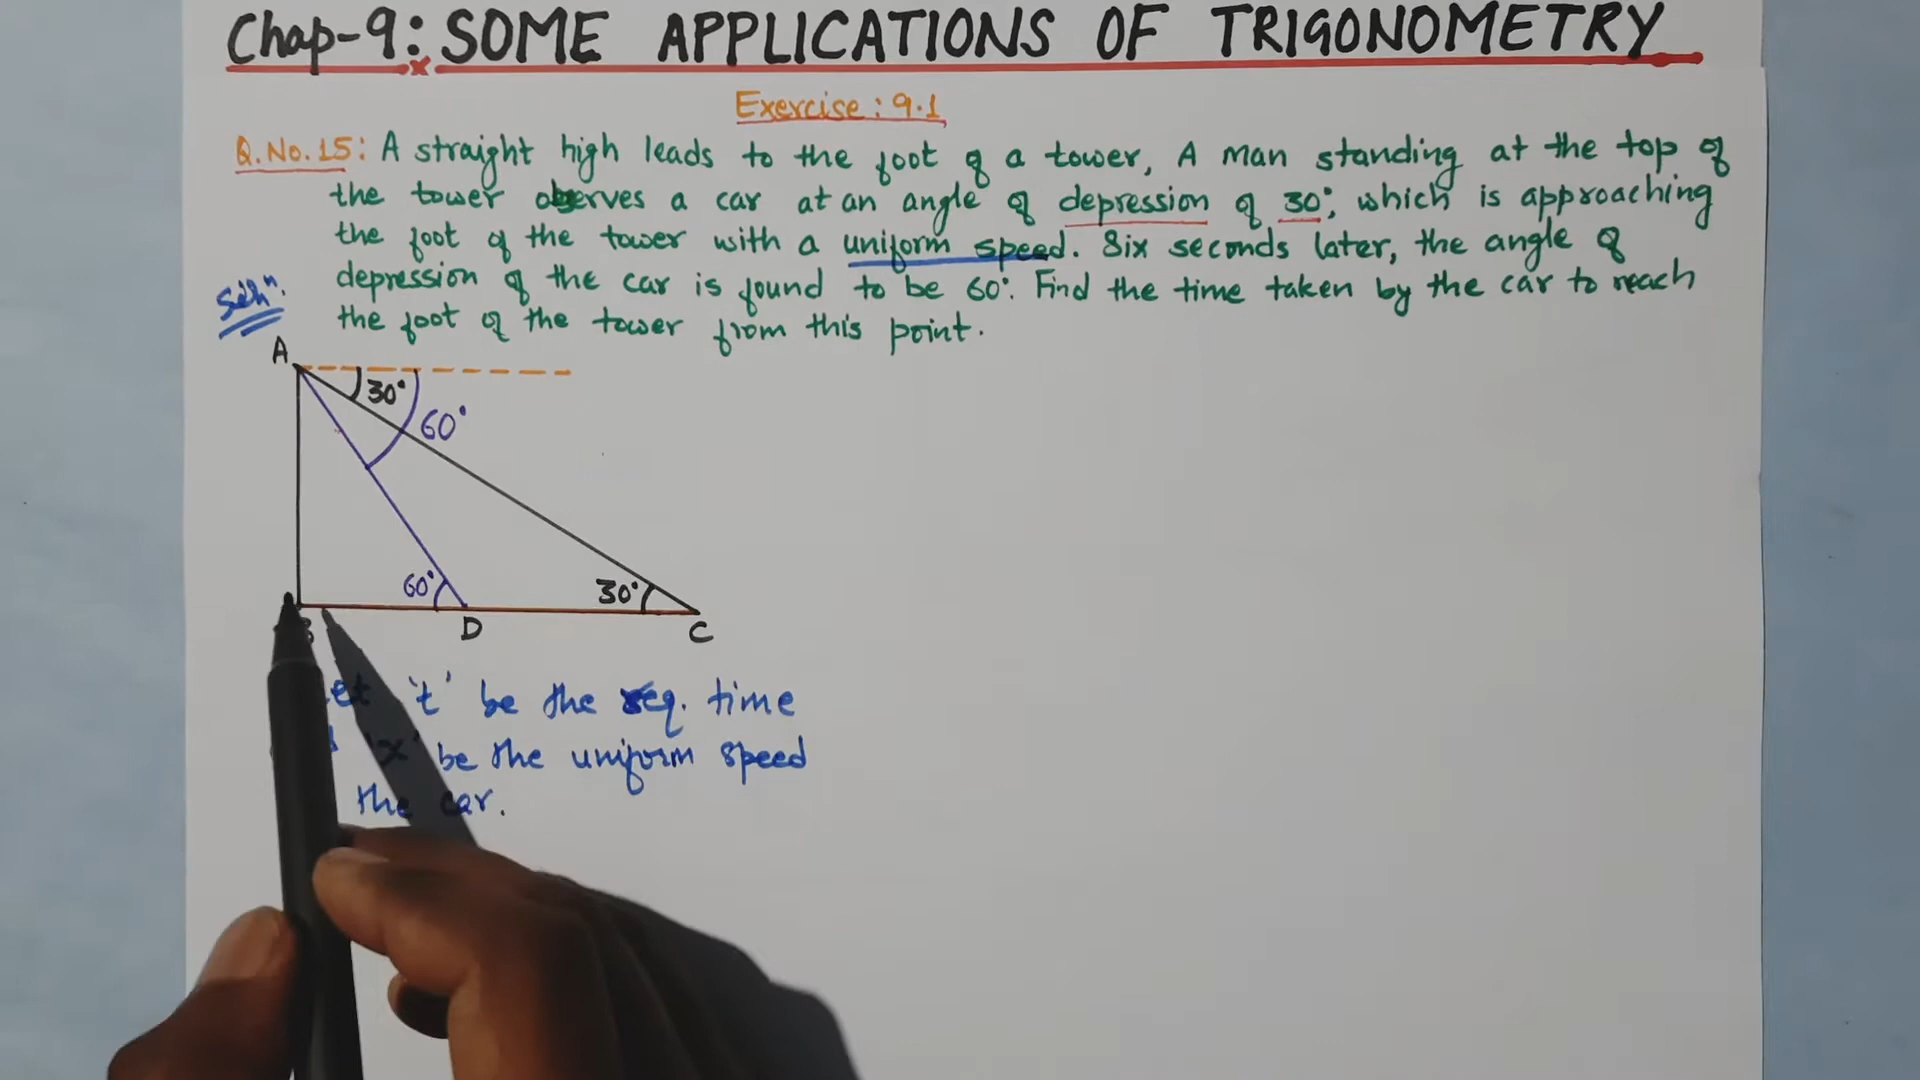 Chap-9: SOME APPLICATIONS OF TRIGONOMETRY
Exercise: 9.1
Q.No.15: A straight high leads to the foot of a tower, A man standing at the top of
the tower observes a car at an angle of depression of 30°, which is approaching
the foot of the tower with a uniform speed. Six seconds later, the angle of
depression of the car is found to be 60°. Find the time taken by the car to reach
the foot of the tower from this point.
Solnⁿ.
A
30°
60°
60°
30°
D
C
't' be the req. time
'x' be the uniform speed
the car.